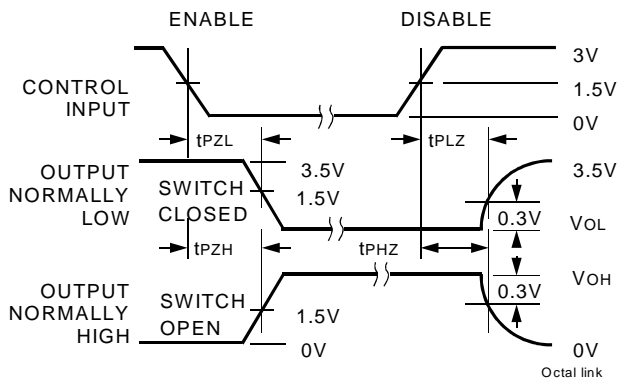 ENABLE DISABLE
3V
CONTROL INPUT 1.5V
0V
tPZL tPLZ
OUTPUT NORMALLY LOW
SWITCH CLOSED
3.5V 3.5V
1.5V
0.3V VOL
tPZH tPHZ
OUTPUT NORMALLY HIGH
SWITCH OPEN
VOH
0.3V
1.5V
0V 0V
Octal link